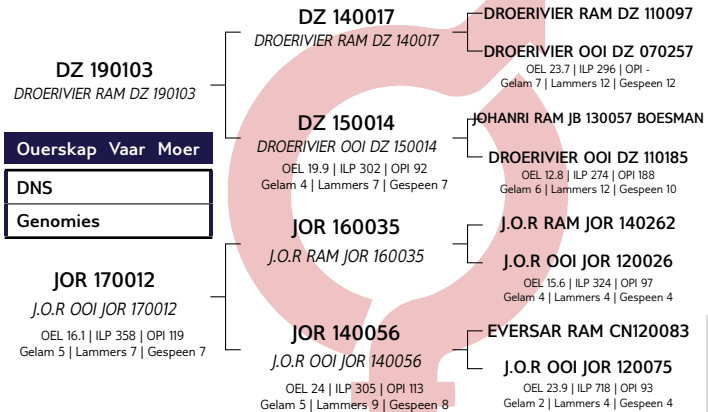 DZ 190103
DROERIVIER RAM DZ 190103
Ouerskap Vaar Moer
DNS
Genomies
JOR 170012
J.O.R OOI JOR 170012
OEL 16.1 | ILP 358 | OPI 119
Gelam 5 | Lammers 7 | Gespeen 7
DZ 140017
DROERIVIER RAM DZ 140017
DZ 150014
DROERIVIER OOI DZ 150014
OEL 19.9 | ILP 302 | OPI 92
Gelam 4 | Lammers 7 | Gespeen 7
JOR 160035
J.O.R RAM JOR 160035
JOR 140056
J.O.R OOI JOR 140056
OEL 24 | ILP 305 | OPI 113
Gelam 5 | Lammers 9 | Gespeen 8
DROERIVIER RAM DZ 110097
DROERIVIER OOI DZ 070257
OEL 23.7 | ILP 296 | OPI -
Gelam 7 | Lammers 12 | Gespeen 12
JOHANRI RAM JB 130057 BOESMAN
DROERIVIER OOI DZ 110185
OEL 12.8 | ILP 274 | OPI 188
Gelam 6 | Lammers 12 | Gespeen 10
J.O.R RAM JOR 140262
J.O.R OOI JOR 120026
OEL 15.6 | ILP 324 | OPI 97
Gelam 4 | Lammers 4 | Gespeen 4
EVERSAR RAM CN120083
J.O.R OOI JOR 120075
OEL 23.9 | ILP 718 | OPI 93
Gelam 2 | Lammers 4 | Gespeen 4